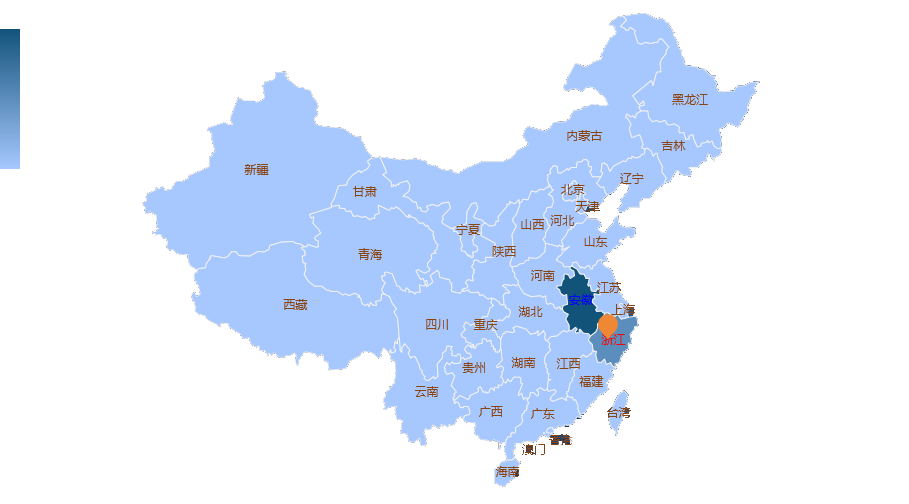 黑龙江
内蒙古
吉林
新疆
辽宁
甘肃
北京
天津
河北
山西
宁夏
山东
陕西
青海
河南
江苏
安徽
西藏
上海
湖北
四川
重庆
浙江
湖南
江西
贵州
福建
云南
广西
广东
台湾
香港
澳门
海南